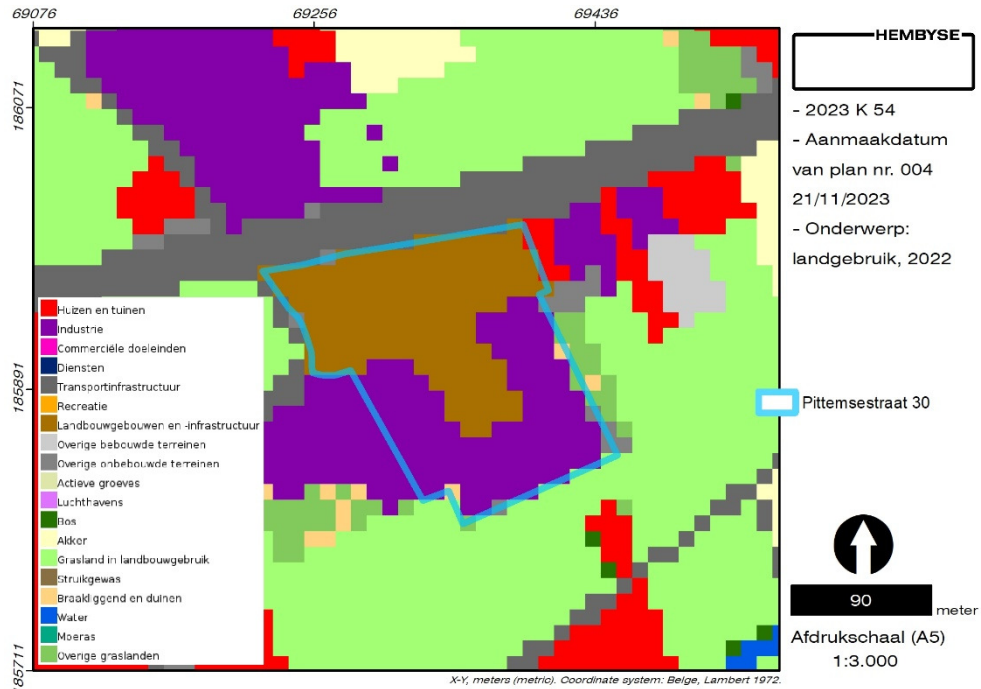 69076
69256
69436
186071
185891
185711
HEMBYSE
- 2023 K 54
- Aanmaakdatum
van plan nr. 004
21/11/2023
- Onderwerp:
landgebruik, 2022
Huizen en tuinen
Industrie
Commerciële doeleinden
Diensten
Transportinfrastructuur
Recreatie
Landbouwgebouwen en -infrastructuur
Overige bebouwde terreinen
Overige onbebouwde terreinen
Actieve groeves
Luchthavens
Bos
Akker
Grasland in landbouwgebruik
Struikgewas
Braakliggend en duinen
Water
Moeras
Overige graslanden
Pittemsestraat 30
90
meter
Afdrukschaal (A5)
1:3.000
X-Y, meters (metric). Coordinate system: Belge, Lambert 1972.